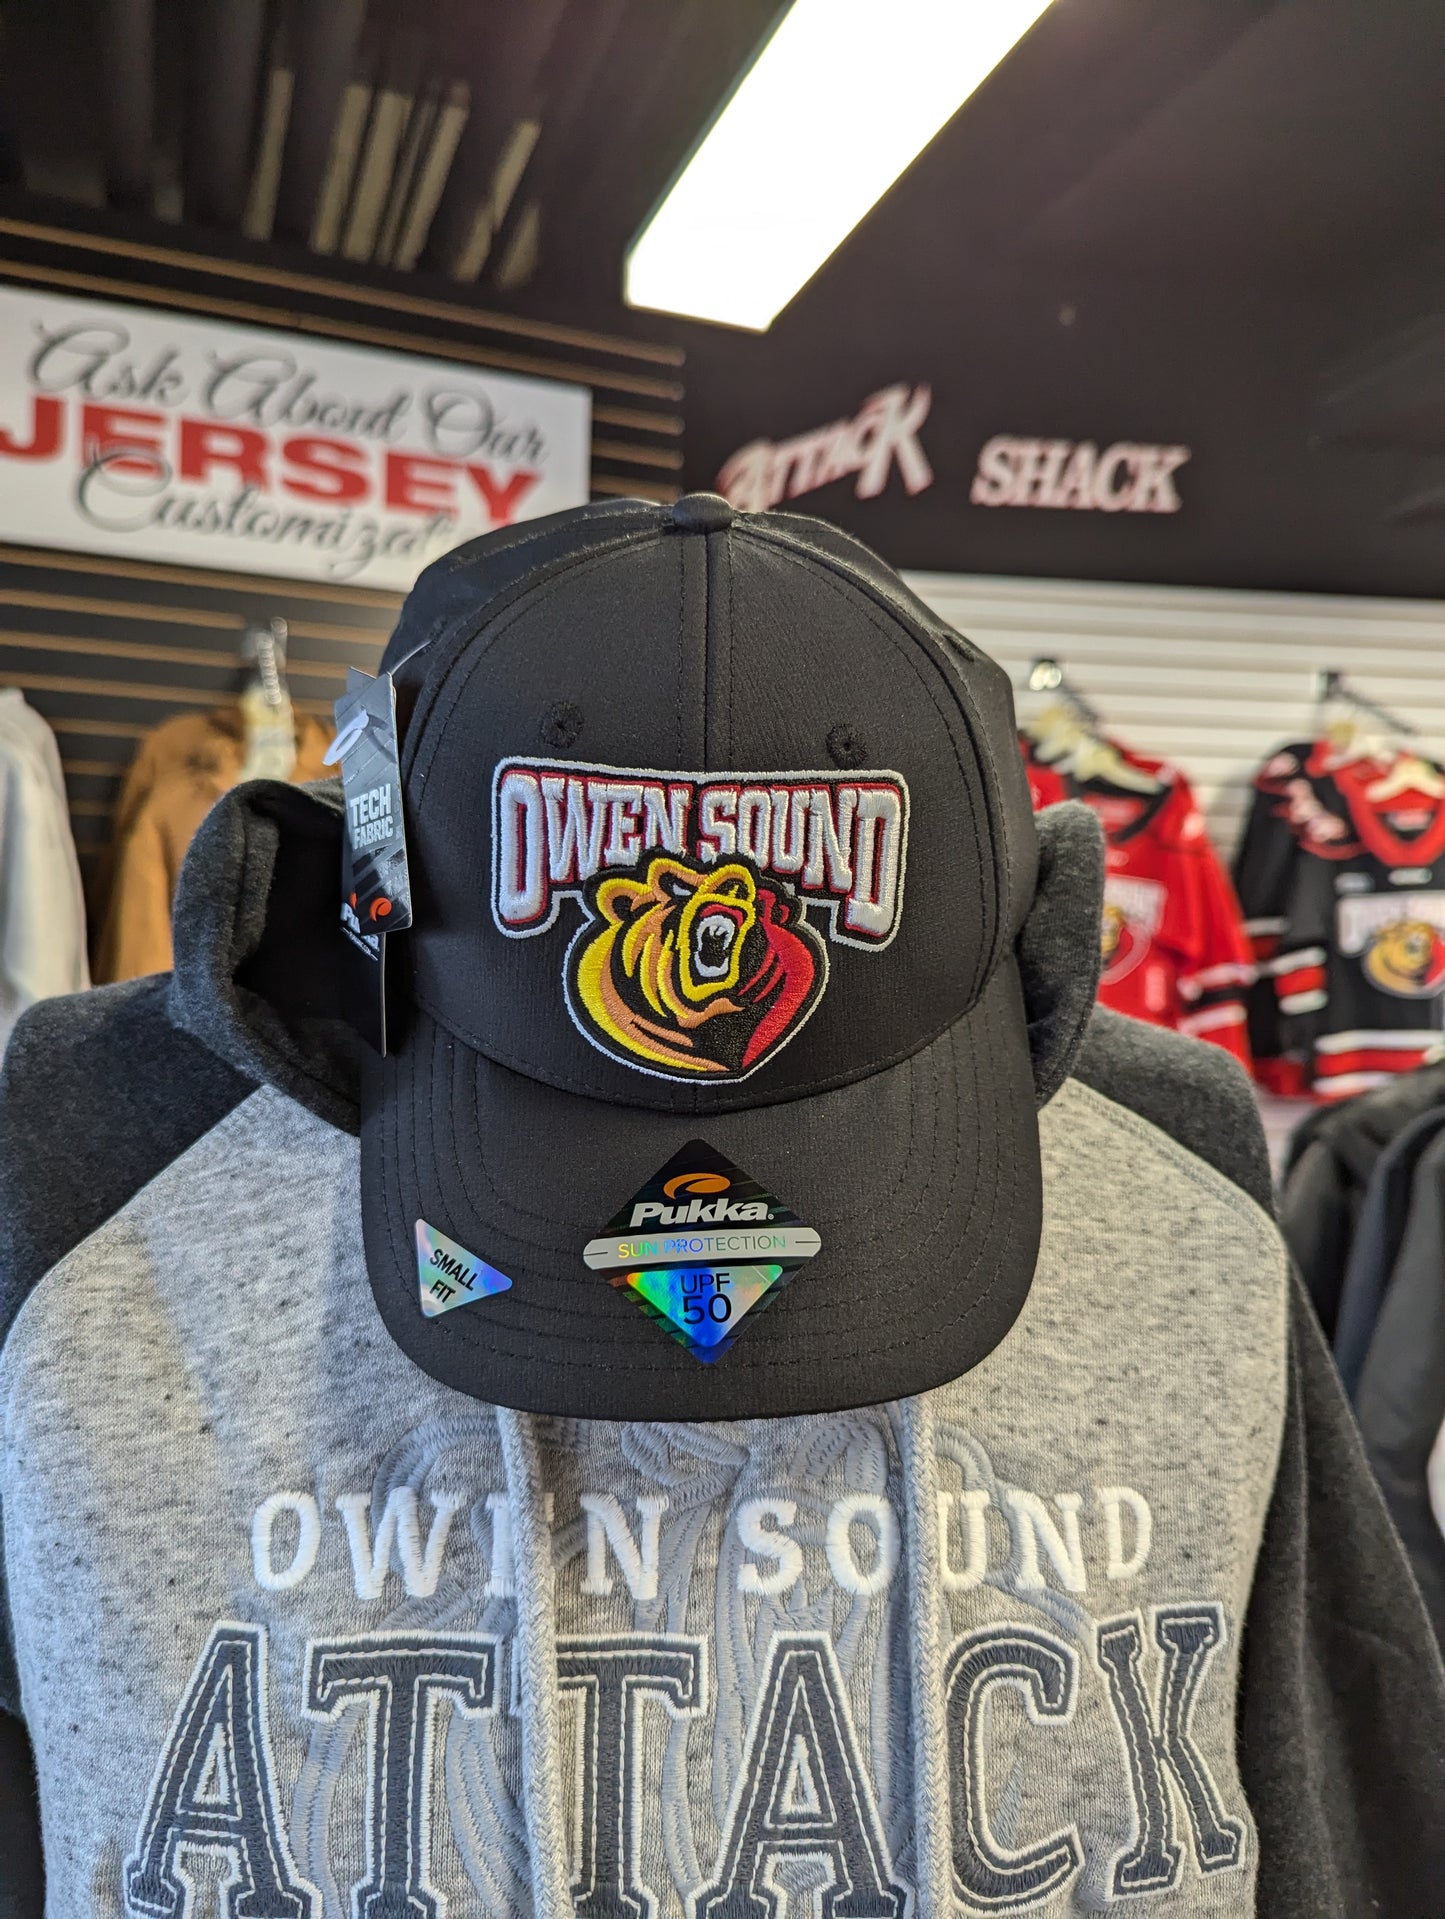 Ask About Our
JERSEY
ATTACK SHACK
TECH
FABRIC
OWEN SOUND
Pukka®
SUN PROTECTION
UPF
50
SMALL
FIT
OWEN SOUND
ATTACK